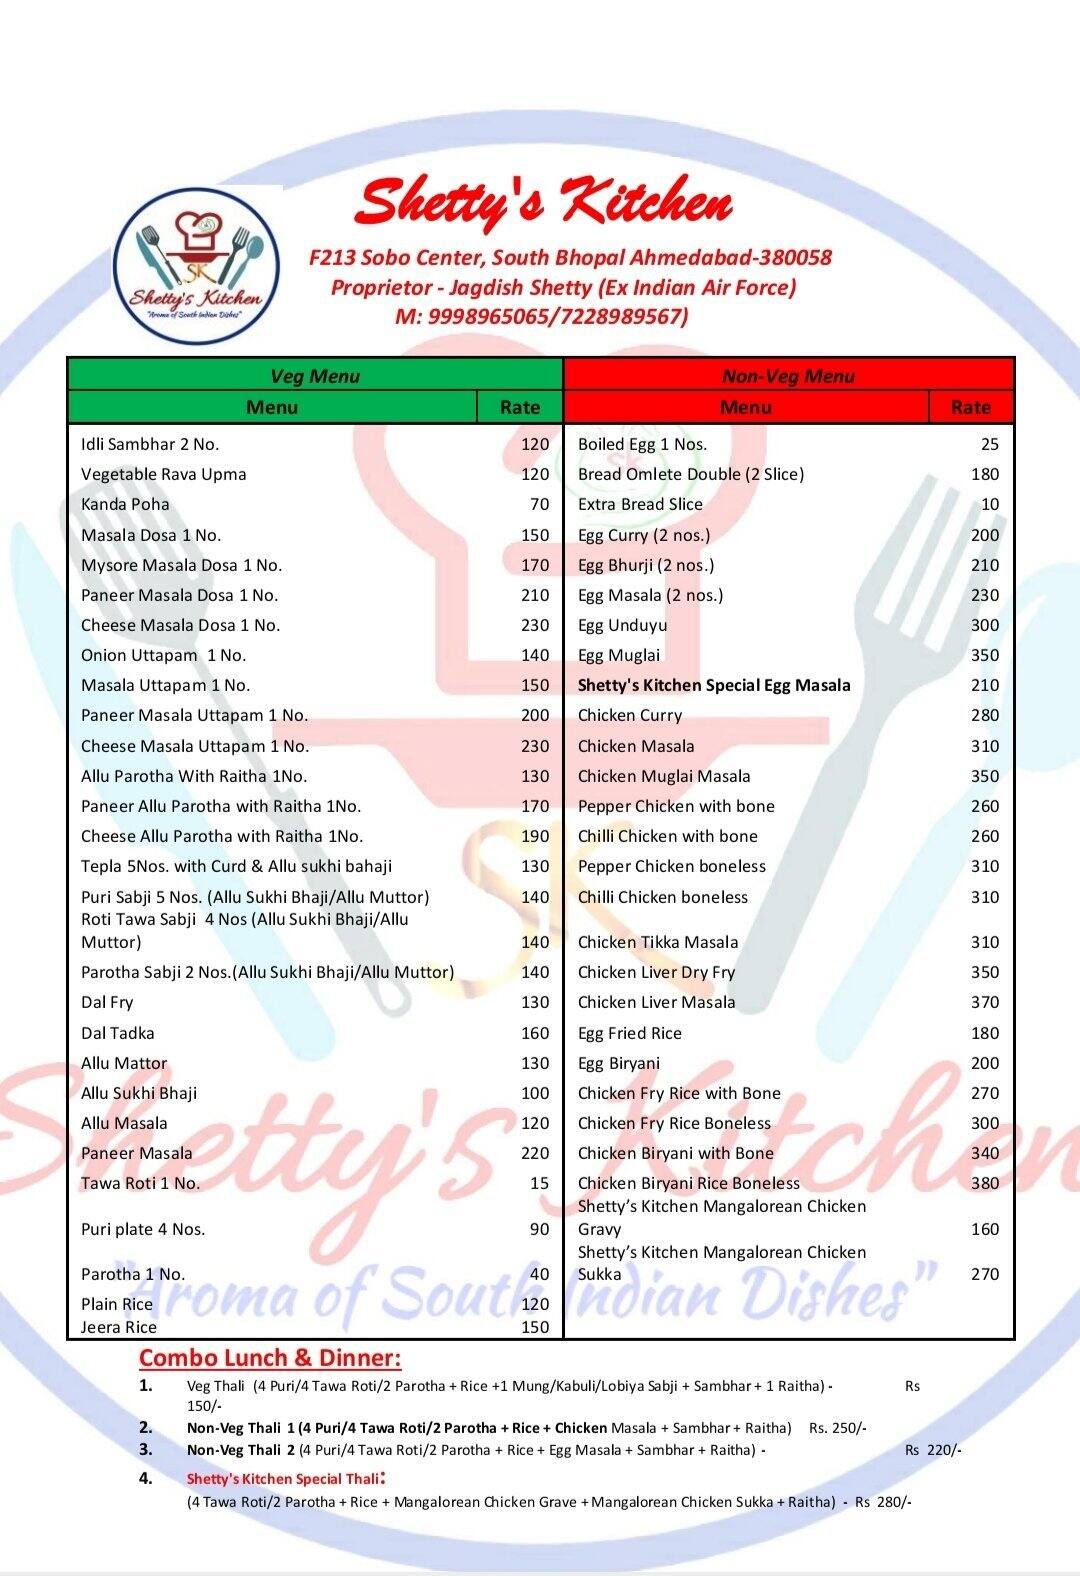 Shetty's Kitchen
F213 Sobo Center, South Bhopal Ahmedabad-380058
Proprietor - Jagdish Shetty (Ex Indian Air Force)
M: 9998965065/7228989567)
SK
Shetty's Kitchen
"Aroma of South Indian Dishes"
Veg Menu Non-Veg Menu
Menu Rate Menu Rate
Idli Sambhar 2 No. 120 Boiled Egg 1 Nos. 25
Vegetable Rava Upma 120 Bread Omlete Double (2 Slice) 180
Kanda Poha 70 Extra Bread Slice 10
Masala Dosa 1 No. 150 Egg Curry (2 nos.) 200
Mysore Masala Dosa 1 No. 170 Egg Bhurji (2 nos.) 210
Paneer Masala Dosa 1 No. 210 Egg Masala (2 nos.) 230
Cheese Masala Dosa 1 No. 230 Egg Unduyu 300
Onion Uttapam 1 No. 140 Egg Muglai 350
Masala Uttapam 1 No. 150 Shetty's Kitchen Special Egg Masala 210
Paneer Masala Uttapam 1 No. 200 Chicken Curry 280
Cheese Masala Uttapam 1 No. 230 Chicken Masala 310
Allu Parotha With Raitha 1No. 130 Chicken Muglai Masala 350
Paneer Allu Parotha with Raitha 1No. 170 Pepper Chicken with bone 260
Cheese Allu Parotha with Raitha 1No. 190 Chilli Chicken with bone 260
Tepla 5Nos. with Curd & Allu sukhi bahaji 130 Pepper Chicken boneless 310
Puri Sabji 5 Nos. (Allu Sukhi Bhaji/Allu Muttor) 140 Chilli Chicken boneless 310
Roti Tawa Sabji 4 Nos (Allu Sukhi Bhaji/Allu
Muttor) 140 Chicken Tikka Masala 310
Parotha Sabji 2 Nos.(Allu Sukhi Bhaji/Allu Muttor) 140 Chicken Liver Dry Fry 350
Dal Fry 130 Chicken Liver Masala 370
Dal Tadka 160 Egg Fried Rice 180
Allu Mattor 130 Egg Biryani 200
Allu Sukhi Bhaji 100 Chicken Fry Rice with Bone 270
Allu Masala 120 Chicken Fry Rice Boneless 300
Paneer Masala 220 Chicken Biryani with Bone 340
Tawa Roti 1 No. 15 Chicken Biryani Rice Boneless 380
Shetty’s Kitchen Mangalorean Chicken
Puri plate 4 Nos. 90 Gravy 160
Shetty’s Kitchen Mangalorean Chicken
Parotha 1 No. 40 Sukka 270
Plain Rice 120
Jeera Rice 150
SK
Shetty's Kitchen
"Aroma of South Indian Dishes"
Combo Lunch & Dinner:
1. Veg Thali (4 Puri/4 Tawa Roti/2 Parotha + Rice +1 Mung/Kabuli/Lobiya Sabji + Sambhar + 1 Raitha) - Rs
150/-
2. Non-Veg Thali 1 (4 Puri/4 Tawa Roti/2 Parotha + Rice + Chicken Masala + Sambhar + Raitha) Rs. 250/-
3. Non-Veg Thali 2 (4 Puri/4 Tawa Roti/2 Parotha + Rice + Egg Masala + Sambhar + Raitha) - Rs 220/-
4. Shetty's Kitchen Special Thali:
(4 Tawa Roti/2 Parotha + Rice + Mangalorean Chicken Grave + Mangalorean Chicken Sukka + Raitha) - Rs 280/-